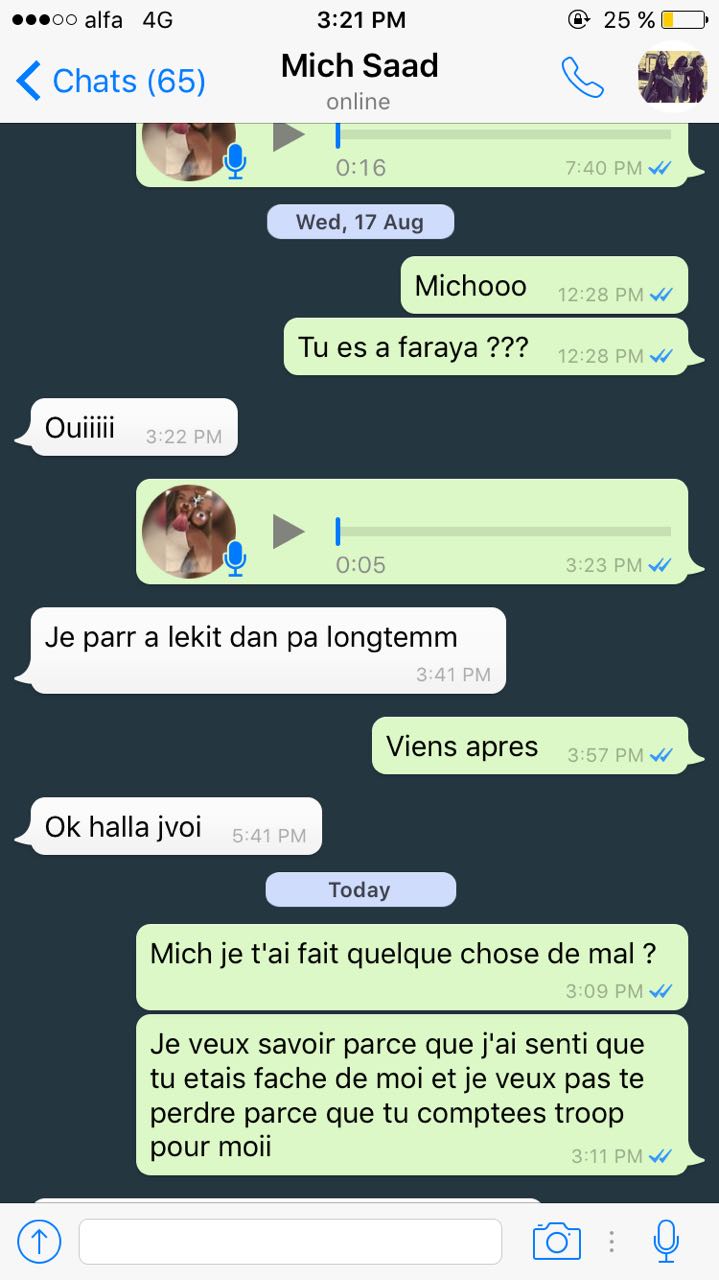 alfa 4G 3:21 PM 25 %
Chats (65) Mich Saad
online
0:16 7:40 PM
Wed, 17 Aug
Michooo 12:28 PM
Tu es a faraya ??? 12:28 PM
Ouiiiii 3:22 PM
0:05 3:23 PM
Je parr a lekit dan pa longtemm
3:41 PM
Viens apres 3:57 PM
Ok halla jvoi 5:41 PM
Today
Mich je t'ai fait quelque chose de mal ?
3:09 PM
Je veux savoir parce que j'ai senti que
tu etais fache de moi et je veux pas te
perdre parce que tu comptees troop
pour moii 3:11 PM